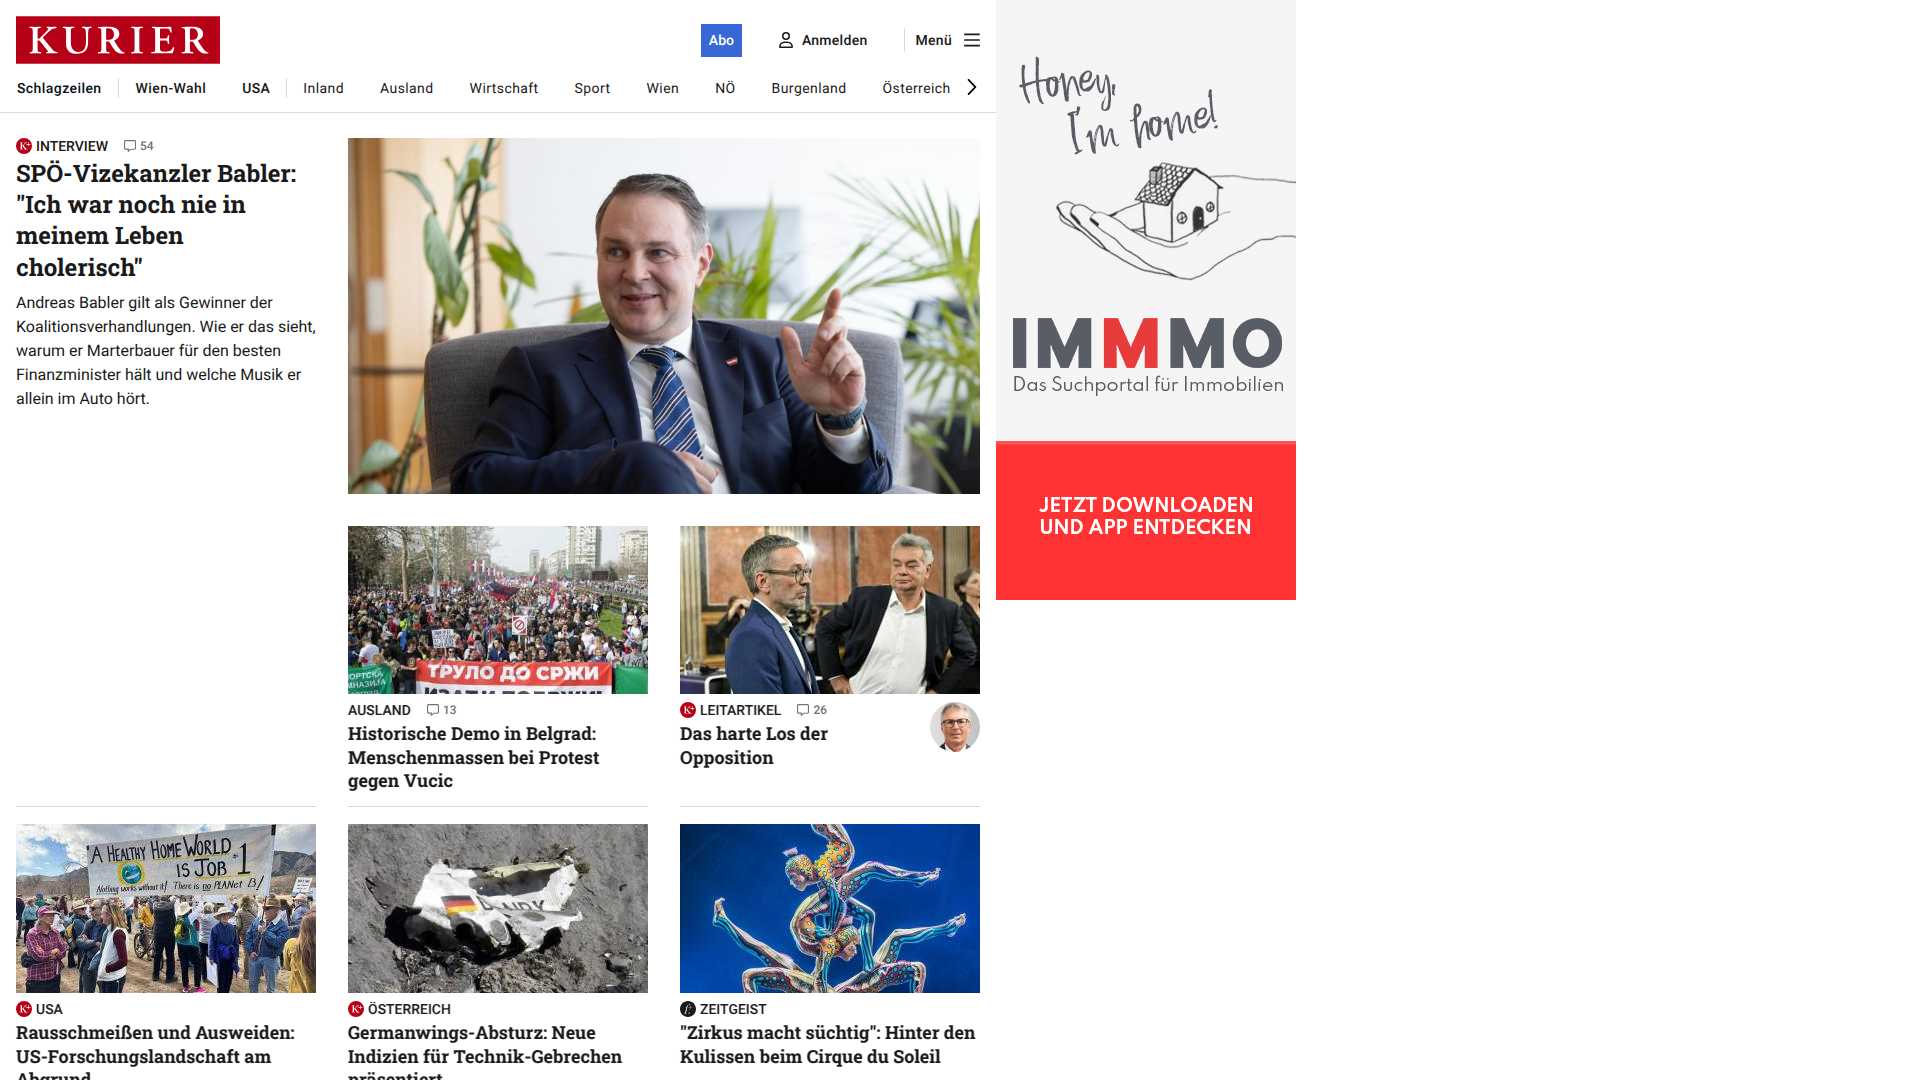 KURIER
Abo
Anmelden
Menü
Schlagzeilen
Wien-Wahl
USA
Inland
Ausland
Wirtschaft
Sport
Wien
NÖ
Burgenland
Österreich
INTERVIEW 54
SPÖ-Vizekanzler Babler:
"Ich war noch nie in
meinem Leben
cholerisch"
Andreas Babler gilt als Gewinner der
Koalitionsverhandlungen. Wie er das sieht,
warum er Marterbauer für den besten
Finanzminister hält und welche Musik er
allein im Auto hört.
ТРУЛО ДО СРЖИ
AUSLAND 13
Historische Demo in Belgrad:
Menschenmassen bei Protest
gegen Vucic
K+ LEITARTIKEL 26
Das harte Los der
Opposition
A HEALTHY HOME WORLD
IS JOB #1
Nothing works without it! There is no PLANet B!
K+ USA
Rausschmeißen und Ausweiden:
US-Forschungslandschaft am
Abgrund
K+ ÖSTERREICH
Germanwings-Absturz: Neue
Indizien für Technik-Gebrechen
präsentiert
ZEITGEIST
"Zirkus macht süchtig": Hinter den
Kulissen beim Cirque du Soleil
Honey,
I'm home!
IMMMO
Das Suchportal für Immobilien
JETZT DOWNLOADEN
UND APP ENTDECKEN